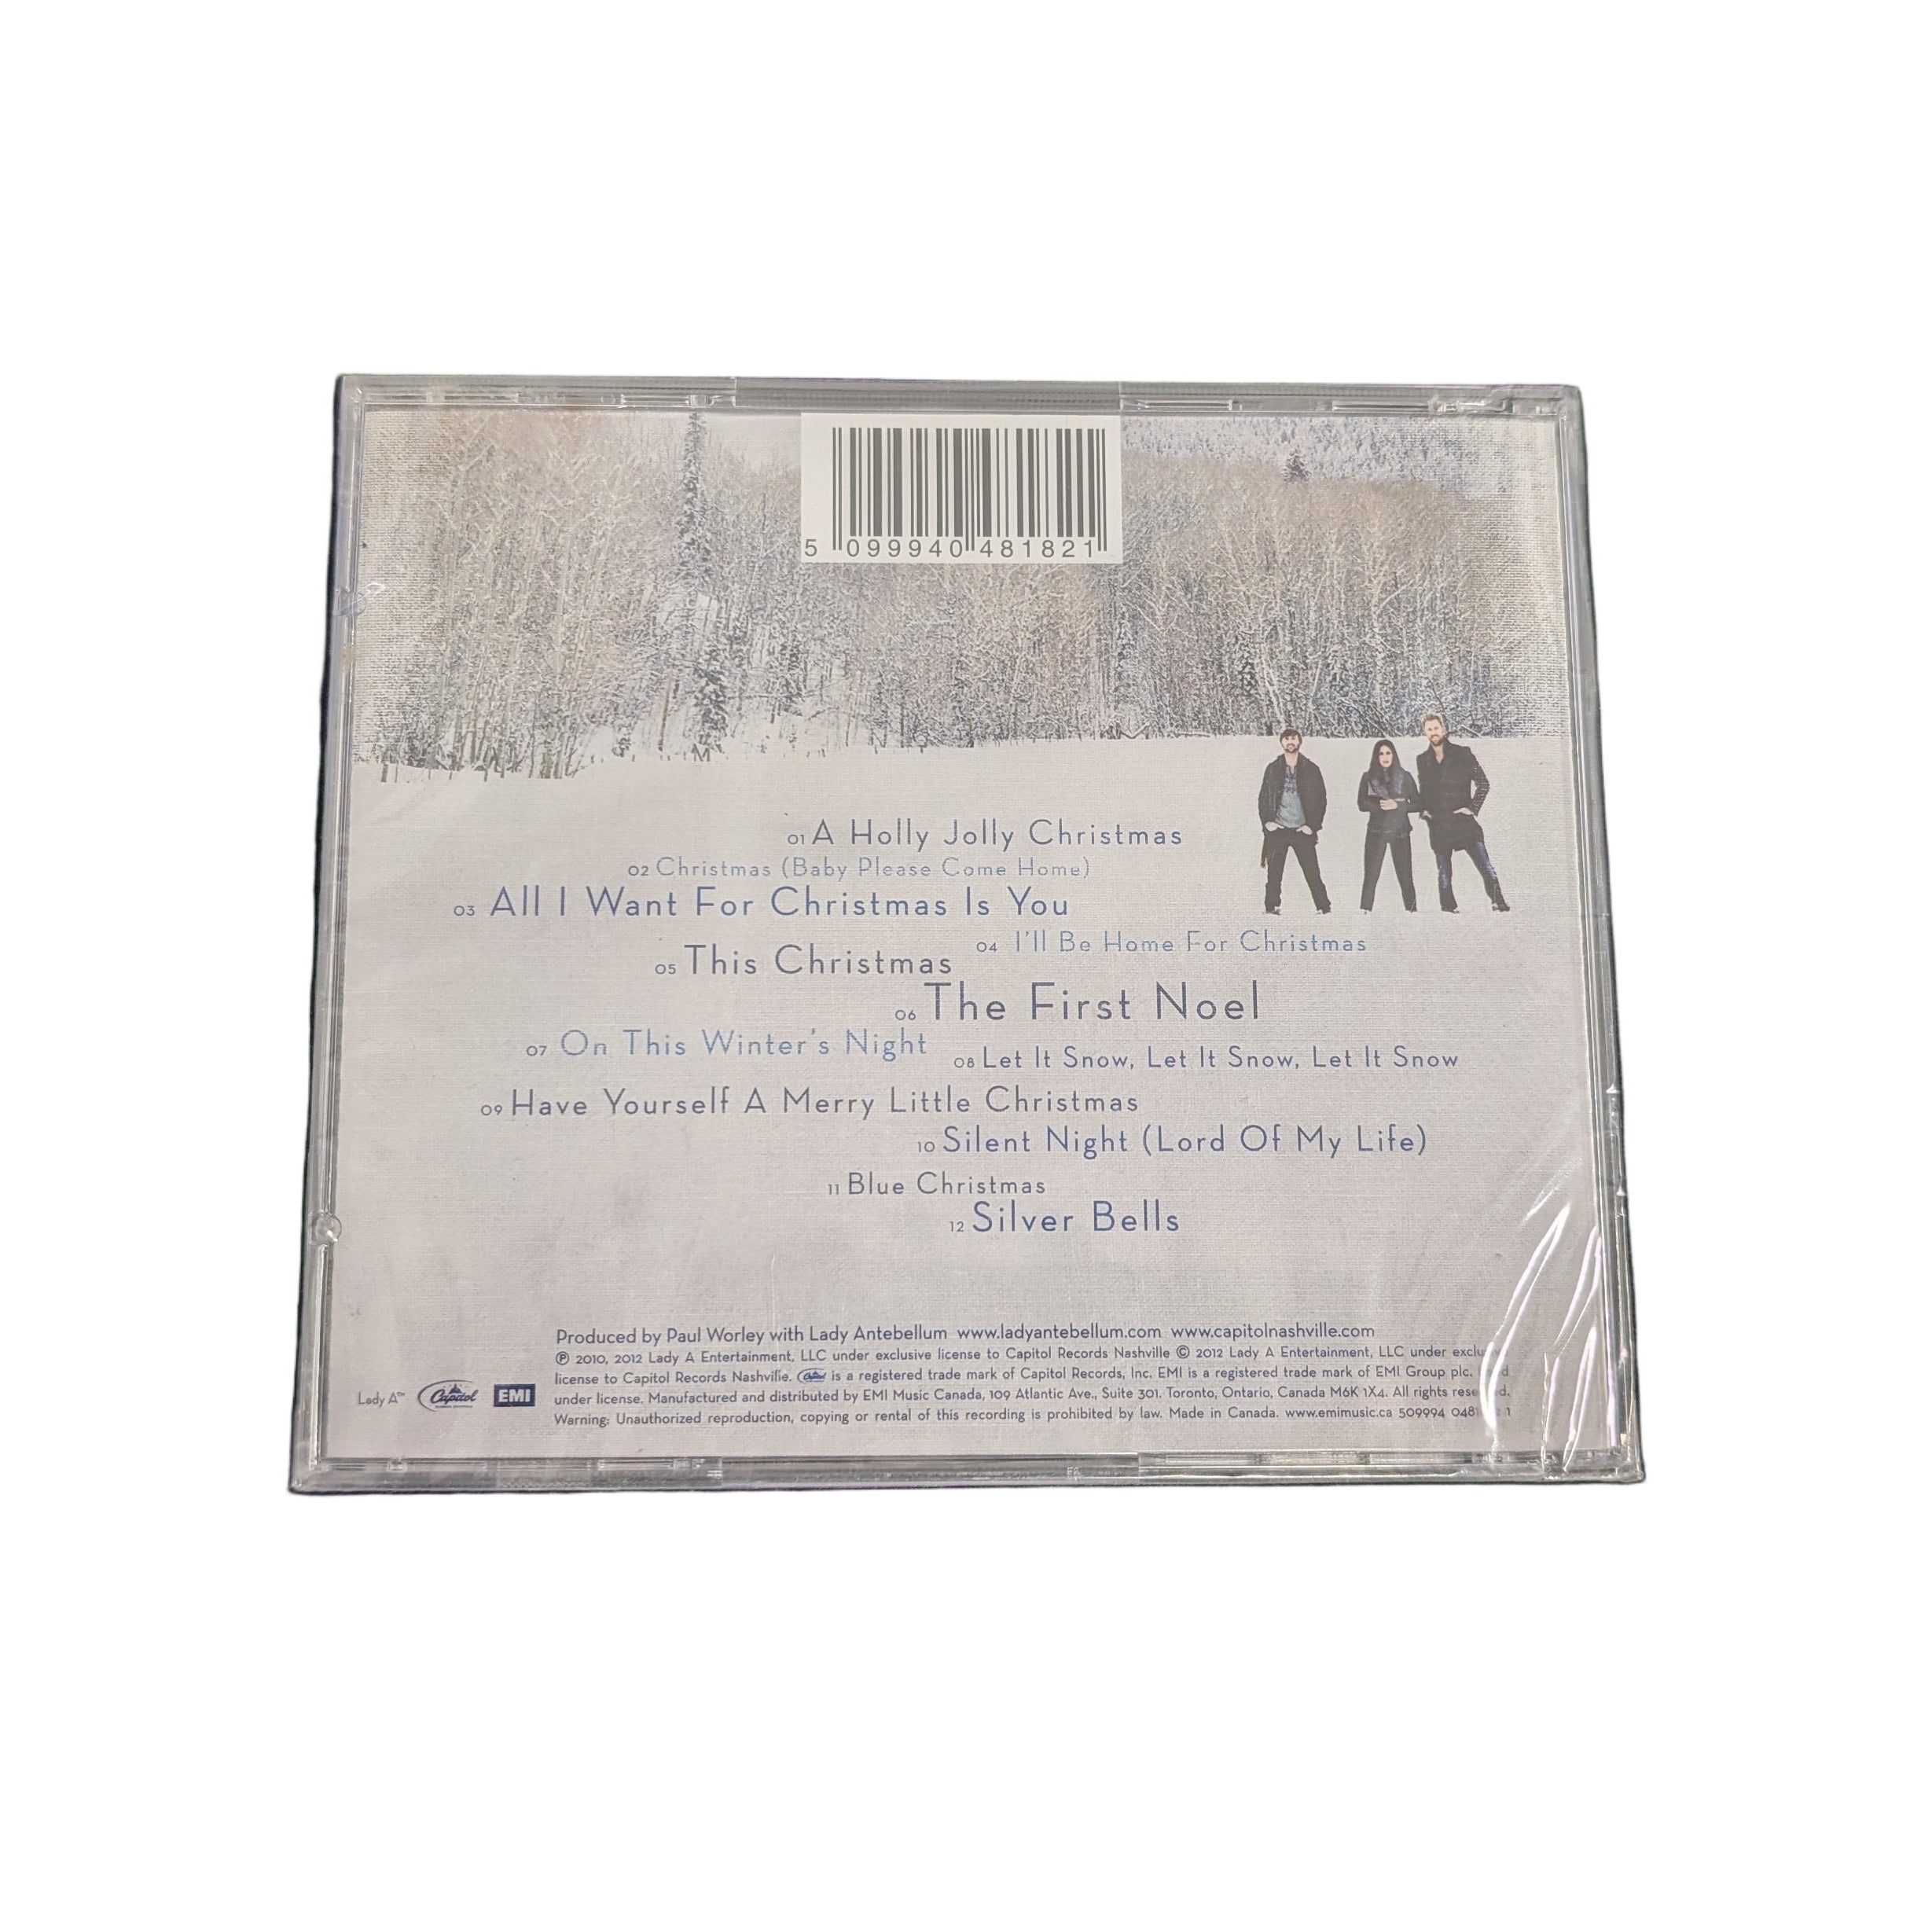 5 099940 481821
01 A Holly Jolly Christmas
02 Christmas (Baby Please Come Home)
03 All I Want For Christmas Is You
04 I'll Be Home For Christmas
05 This Christmas
06 The First Noel
07 On This Winter's Night
08 Let It Snow, Let It Snow, Let It Snow
09 Have Yourself A Merry Little Christmas
10 Silent Night (Lord Of My Life)
11 Blue Christmas
12 Silver Bells
Produced by Paul Worley with Lady Antebellum www.ladyantebellum.com www.capitolnashville.com
℗ 2010, 2012 Lady A Entertainment, LLC under exclusive license to Capitol Records Nashville © 2012 Lady A Entertainment, LLC under
license to Capitol Records Nashville. Capitol is a registered trade mark of Capitol Records, Inc. EMI is a registered trade mark of EMI Group plc.
under license. Manufactured and distributed by EMI Music Canada, 109 Atlantic Ave., Suite 301. Toronto, Ontario, Canada M6K 1X4. All rights
Warning: Unauthorized reproduction, copying or rental of this recording is prohibited by law. Made in Canada. www.emimusic.ca 509994
Lady A™ Capitol EMI